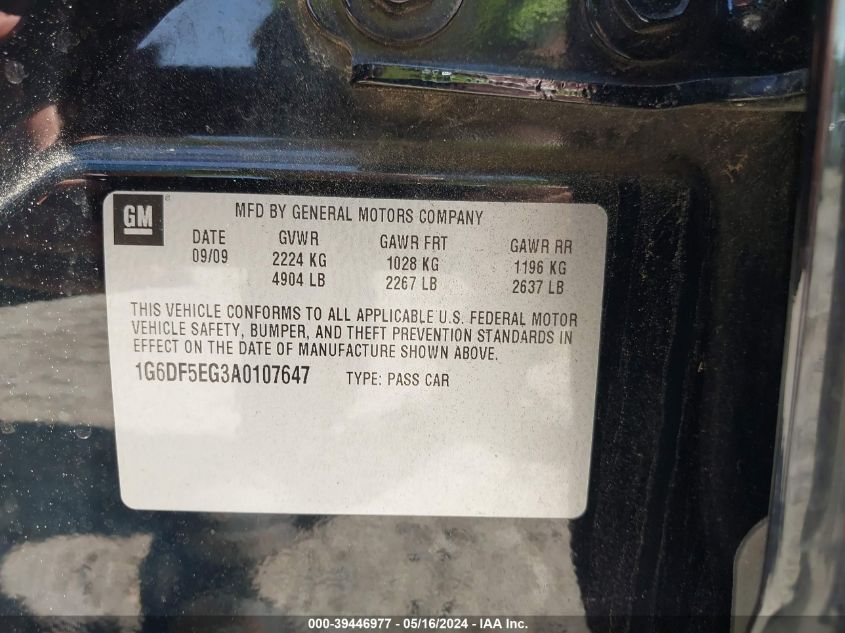 GM
MFD BY GENERAL MOTORS COMPANY
DATE GVWR GAWR FRT GAWR RR
09/09 2224 KG 1028 KG 1196 KG
4904 LB 2267 LB 2637 LB
THIS VEHICLE CONFORMS TO ALL APPLICABLE U.S. FEDERAL MOTOR
VEHICLE SAFETY, BUMPER, AND THEFT PREVENTION STANDARDS IN
EFFECT ON THE DATE OF MANUFACTURE SHOWN ABOVE.
1G6DF5EG3A0107647 TYPE: PASS CAR
000-39446977 - 05/16/2024 - IAA Inc.